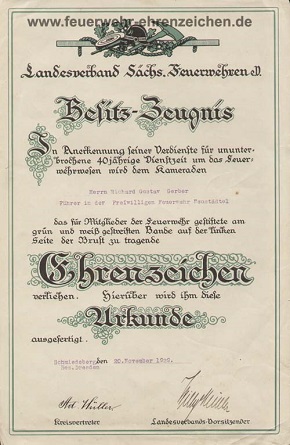 www.feuerwehr-ehrenzeichen.de
Landesverband Sächs. Feuerwehren e.V.
Besitz-Zeugnis
In Anerkennung seiner Verdienste für ununter-
brochene 40jährige Dienstzeit um das Feuer-
wehrwesen wird dem Kameraden
Herrn Richard Gustav Gerber
Führer in der Freiwilligen Feuerwehr Neustädtel
das für Mitglieder der Feuerwehr gestiftete am
grün und weiß gestreiften Bande auf der linken
Seite der Brust zu tragende
Ehrenzeichen
verliehen. Hierüber wird ihm diese
Urkunde
ausgefertigt.
den 20.November
Bez.Dresden
Kreisvertreter
Landesverbands-Vorsitzender